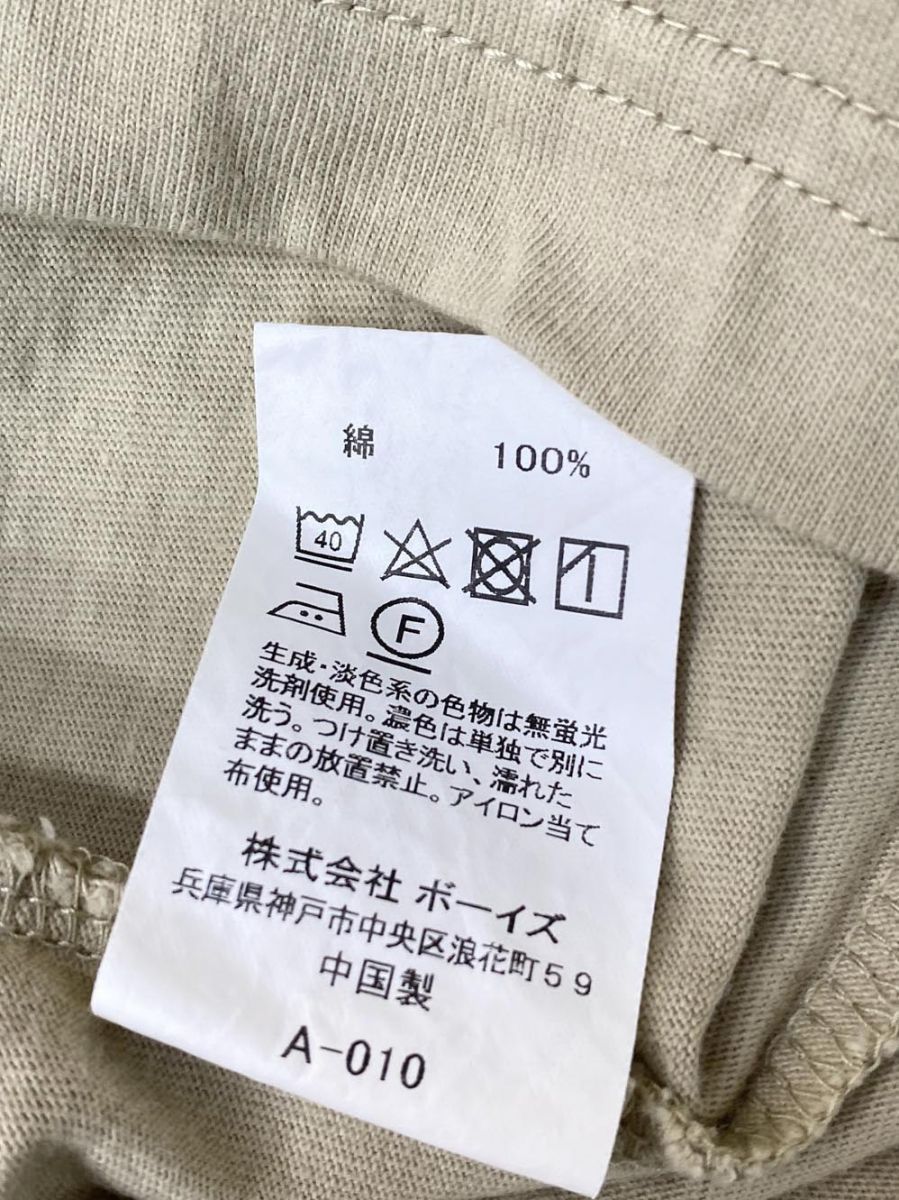 綿 100%
40
F
生成・淡色系の色物は無蛍光
洗剤使用。濃色は単独で別に
洗う。つけ置き洗い、濡れた
ままの放置禁止。アイロン当て
布使用。
株式会社 ボーイズ
兵庫県神戸市中央区浪花町59
中国製
A-010